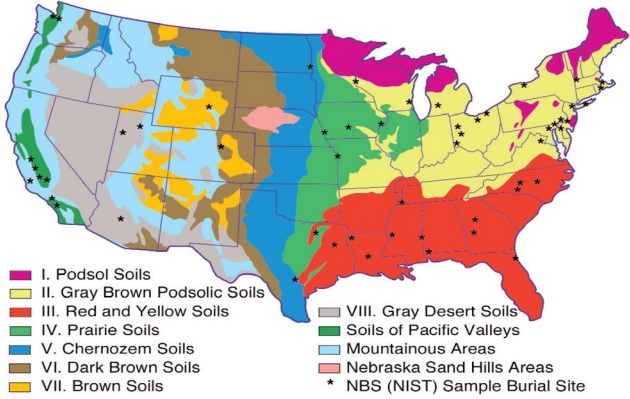 I. Podsol Soils
II. Gray Brown Podsolic Soils
III. Red and Yellow Soils
IV. Prairie Soils
V. Chernozem Soils
VI. Dark Brown Soils
VII. Brown Soils
VIII. Gray Desert Soils
Soils of Pacific Valleys
Mountainous Areas
Nebraska Sand Hills Areas
* NBS (NIST) Sample Burial Site